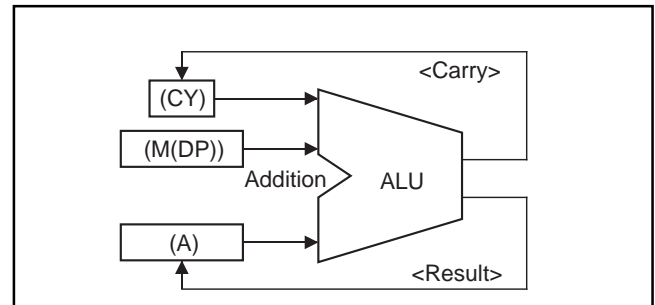 <Carry>
(CY)
(M(DP))
Addition
ALU
(A)
<Result>